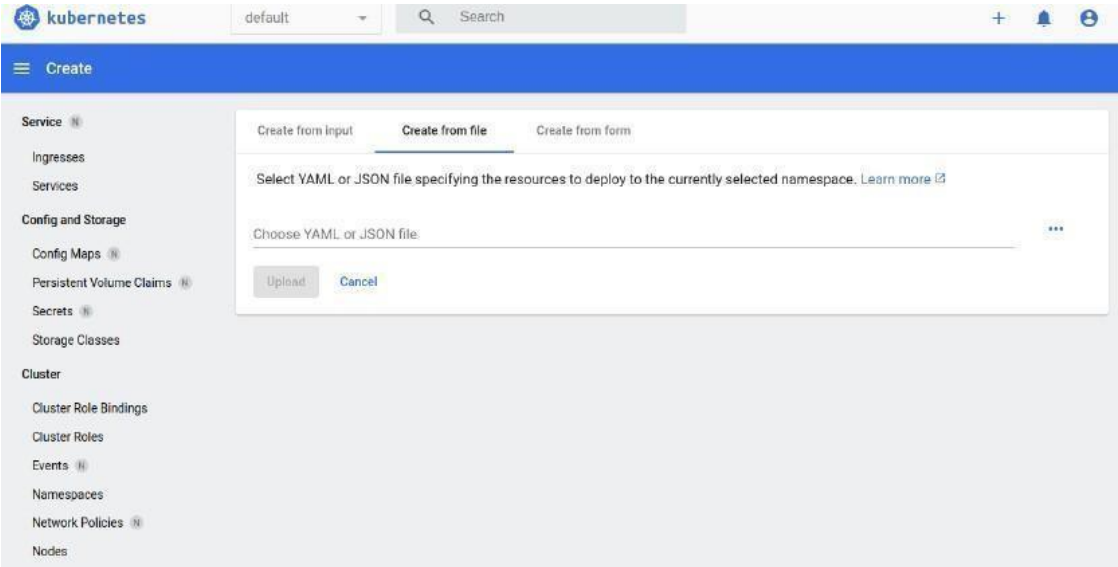 kubernetes
default
Search
Create
Service N
Ingresses
Services
Config and Storage
Config Maps N
Persistent Volume Claims N
Secrets N
Storage Classes
Cluster
Cluster Role Bindings
Cluster Roles
Events N
Namespaces
Network Policies N
Nodes
Create from input
Create from file
Create from form
Select YAML or JSON file specifying the resources to deploy to the currently selected namespace. Learn more
Choose YAML or JSON file
Upload
Cancel